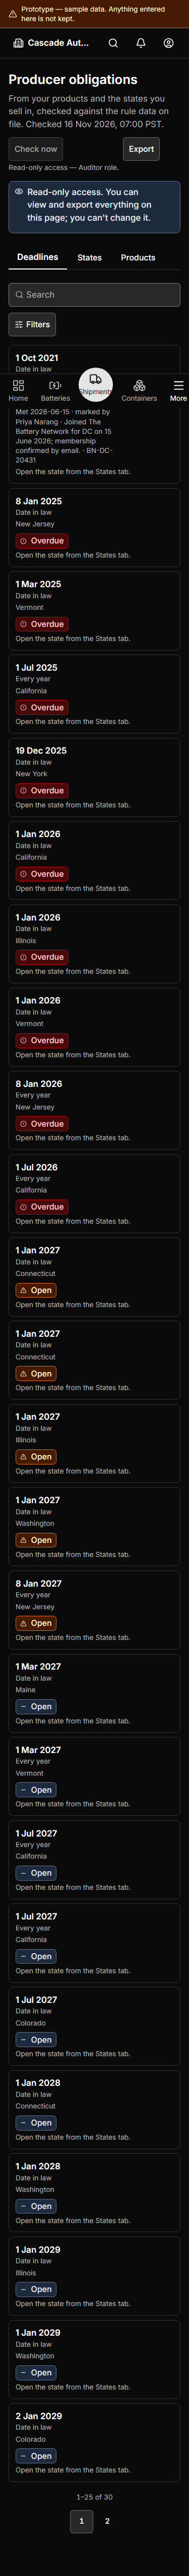 Prototype — sample data. Anything entered
here is not kept.
Cascade Aut...
Producer obligations
From your products and the states you
sell in, checked against the rule data on
file. Checked 16 Nov 2026, 07:00 PST.
Check now
Export
Read-only access — Auditor role.
Read-only access. You can
view and export everything on
this page; you can't change it.
Deadlines
States
Products
Search
Filters
1 Oct 2021
Date in law
Home
Batteries
Shipments
Containers
More
Met 2026-06-15 · marked by
Priya Narang · Joined The
Battery Network for DC on 15
June 2026; membership
confirmed by email. · BN-DC-
20431
Open the state from the States tab.
8 Jan 2025
Date in law
New Jersey
Overdue
Open the state from the States tab.
1 Mar 2025
Date in law
Vermont
Overdue
Open the state from the States tab.
1 Jul 2025
Every year
California
Overdue
Open the state from the States tab.
19 Dec 2025
Date in law
New York
Overdue
Open the state from the States tab.
1 Jan 2026
Date in law
California
Overdue
Open the state from the States tab.
1 Jan 2026
Date in law
Illinois
Overdue
Open the state from the States tab.
1 Jan 2026
Date in law
Vermont
Overdue
Open the state from the States tab.
8 Jan 2026
Every year
New Jersey
Overdue
Open the state from the States tab.
1 Jul 2026
Every year
California
Overdue
Open the state from the States tab.
1 Jan 2027
Date in law
Connecticut
Open
Open the state from the States tab.
1 Jan 2027
Date in law
Connecticut
Open
Open the state from the States tab.
1 Jan 2027
Date in law
Illinois
Open
Open the state from the States tab.
1 Jan 2027
Date in law
Washington
Open
Open the state from the States tab.
8 Jan 2027
Every year
New Jersey
Open
Open the state from the States tab.
1 Mar 2027
Date in law
Maine
Open
Open the state from the States tab.
1 Mar 2027
Every year
Vermont
Open
Open the state from the States tab.
1 Jul 2027
Every year
California
Open
Open the state from the States tab.
1 Jul 2027
Every year
California
Open
Open the state from the States tab.
1 Jul 2027
Date in law
Colorado
Open
Open the state from the States tab.
1 Jan 2028
Date in law
Connecticut
Open
Open the state from the States tab.
1 Jan 2028
Date in law
Washington
Open
Open the state from the States tab.
1 Jan 2029
Date in law
Illinois
Open
Open the state from the States tab.
1 Jan 2029
Date in law
Washington
Open
Open the state from the States tab.
2 Jan 2029
Date in law
Colorado
Open
Open the state from the States tab.
1–25 of 30
1
2